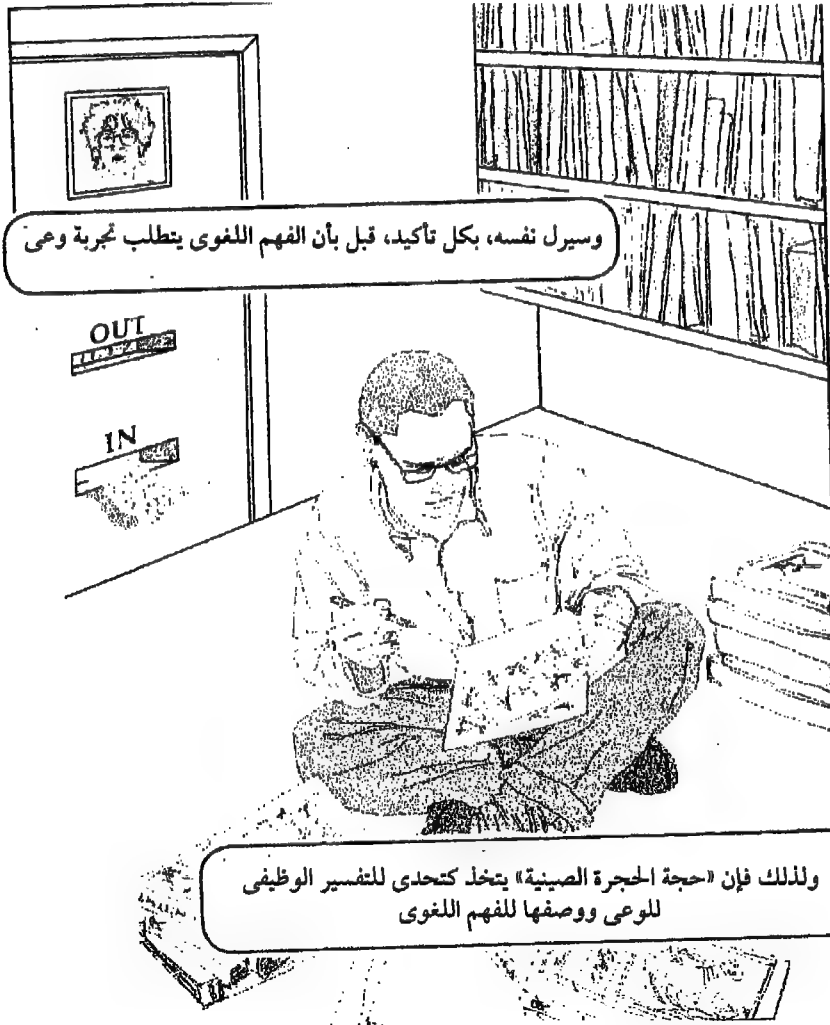 وسيرل نفسه، بكل تأكيد، قبل بأن الفهم اللغوى يتطلب تجربة وعى
OUT
IN
ولذلك فإن «حجة الحجرة الصينية» يتخذ كتحدى للتفسير الوظيفى
للوعى ووصفها للفهم اللغوى